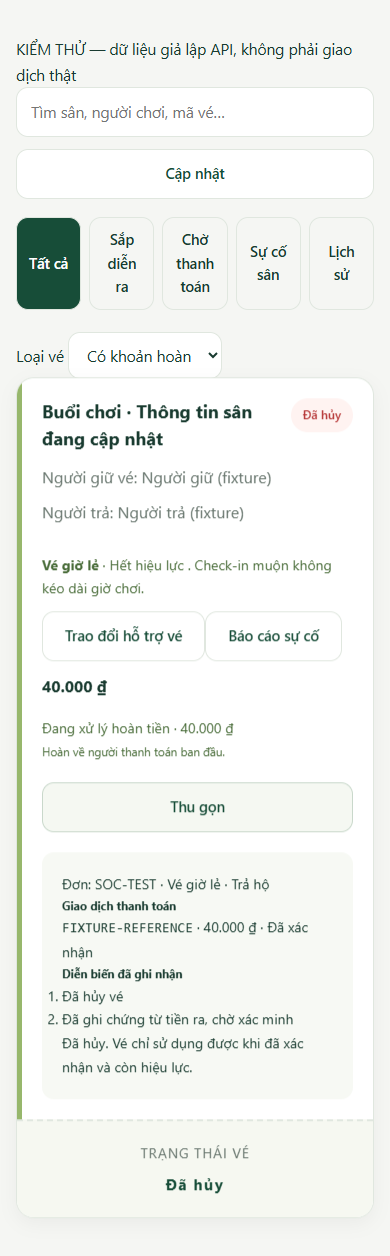 KIỂM THỬ — dữ liệu giả lập API, không phải giao
dịch thật
Tìm sân, người chơi, mã vé...
Cập nhật
Tất cả
Sắp
diễn
ra
Chờ
thanh
toán
Sự cố
sân
Lịch
sử
Loại vé
Có khoản hoàn
Buổi chơi · Thông tin sân
đang cập nhật
Đã hủy
Người giữ vé: Người giữ (fixture)
Người trả: Người trả (fixture)
Vé giờ lẻ · Hết hiệu lực . Check-in muộn không
kéo dài giờ chơi.
Trao đổi hỗ trợ vé
Báo cáo sự cố
40.000 ₫
Đang xử lý hoàn tiền · 40.000 ₫
Hoàn về người thanh toán ban đầu.
Thu gọn
Đơn: SOC-TEST · Vé giờ lẻ · Trả hộ
Giao dịch thanh toán
FIXTURE-REFERENCE · 40.000 ₫ · Đã xác
nhận
Diễn biến đã ghi nhận
1. Đã hủy vé
2. Đã ghi chứng từ tiền ra, chờ xác minh
Đã hủy. Vé chỉ sử dụng được khi đã xác
nhận và còn hiệu lực.
TRẠNG THÁI VÉ
Đã hủy